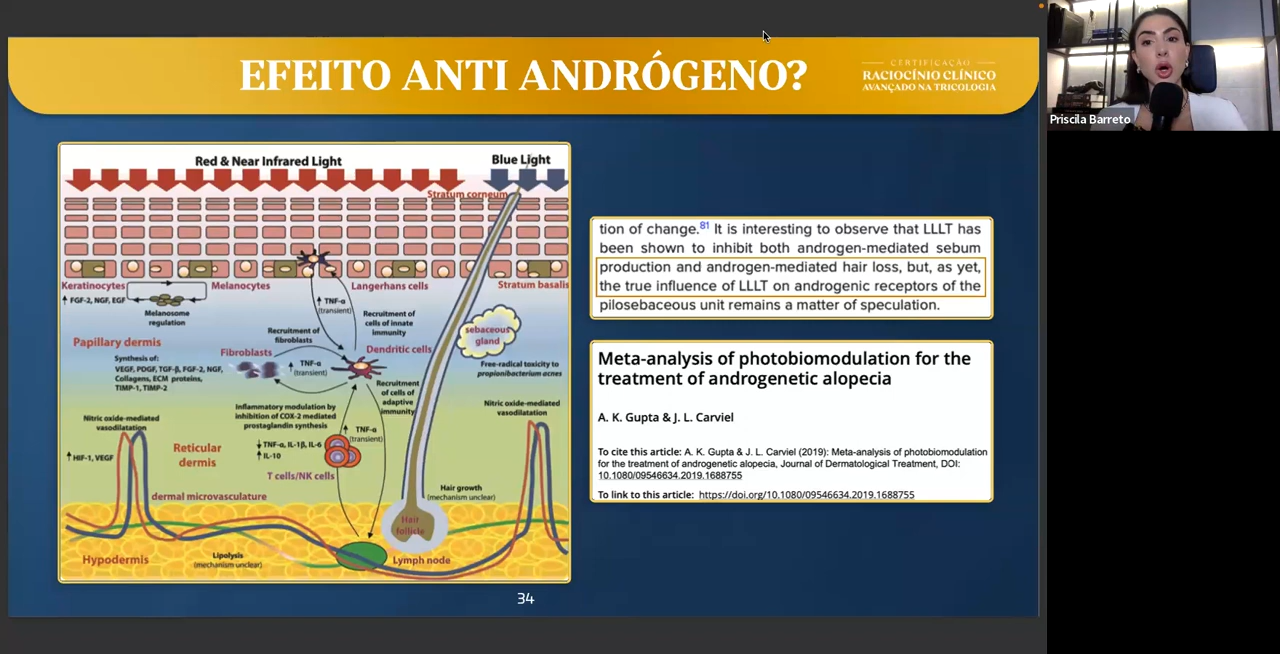 EFEITO ANTI ANDRÓGENO?
CERTIFICAÇÃO
RACIOCÍNIO CLÍNICO
AVANÇADO NA TRICOLOGIA
Priscila Barreto
Red & Near Infrared Light
Blue Light
Stratum corneum
Keratinocytes
Melanocytes
Langerhans cells
Stratum basalis
↑ FGF-2, NGF, EGF
Melanosome
regulation
↑ TNF-α
(transient)
Recruitment of
cells of innate
immunity
Recruitment of
fibroblasts
Papillary dermis
Fibroblasts
Dendritic cells
sebaceous
gland
Synthesis of:
VEGF, PDGF, TGF-β, FGF-2, NGF,
Collagens, ECM proteins,
TIMP-1, TIMP-2
↑ TNF-α
(transient)
Free-radical toxicity to
propionibacterium acnes
Recruitment
of cells of
adaptive
immunity
Nitric oxide-mediated
vasodilatation
Inflammatory modulation by
inhibition of COX-2 mediated
prostaglandin synthesis
Nitric oxide-mediated
vasodilatation
↑ TNF-α
(transient)
↓ TNF-α, IL-1β, IL-6
↑ IL-10
↑ HIF-1, VEGF
Reticular
dermis
T cells/NK cells
Hair growth
(mechanism unclear)
dermal microvasculature
Hair
follicle
Hypodermis
Lipolysis
(mechanism unclear)
Lymph node
tion of change.81 It is interesting to observe that LLLT has
been shown to inhibit both androgen-mediated sebum
production and androgen-mediated hair loss, but, as yet,
the true influence of LLLT on androgenic receptors of the
pilosebaceous unit remains a matter of speculation.
Meta-analysis of photobiomodulation for the
treatment of androgenetic alopecia
A. K. Gupta & J. L. Carviel
To cite this article: A. K. Gupta & J. L. Carviel (2019): Meta-analysis of photobiomodulation
for the treatment of androgenetic alopecia, Journal of Dermatological Treatment, DOI:
10.1080/09546634.2019.1688755
To link to this article: https://doi.org/10.1080/09546634.2019.1688755
34